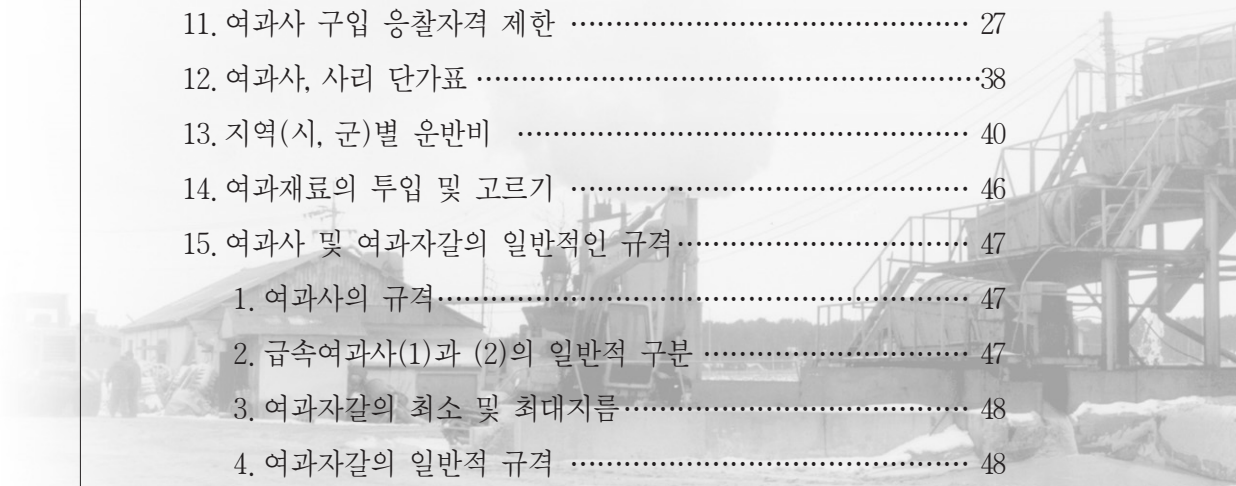 11. 여과사 구입 응찰자격 제한 ………………………………… 27
12. 여과사, 사리 단가표 …………………………………………38
13. 지역(시, 군)별 운반비 ……………………………………… 40
14. 여과재료의 투입 및 고르기 ………………………………… 46
15. 여과사 및 여과자갈의 일반적인 규격……………………… 47
1. 여과사의 규격……………………………………………… 47
2. 급속여과사(1)과 (2)의 일반적 구분 …………………… 47
3. 여과자갈의 최소 및 최대지름…………………………… 48
4. 여과자갈의 일반적 규격 ………………………………… 48